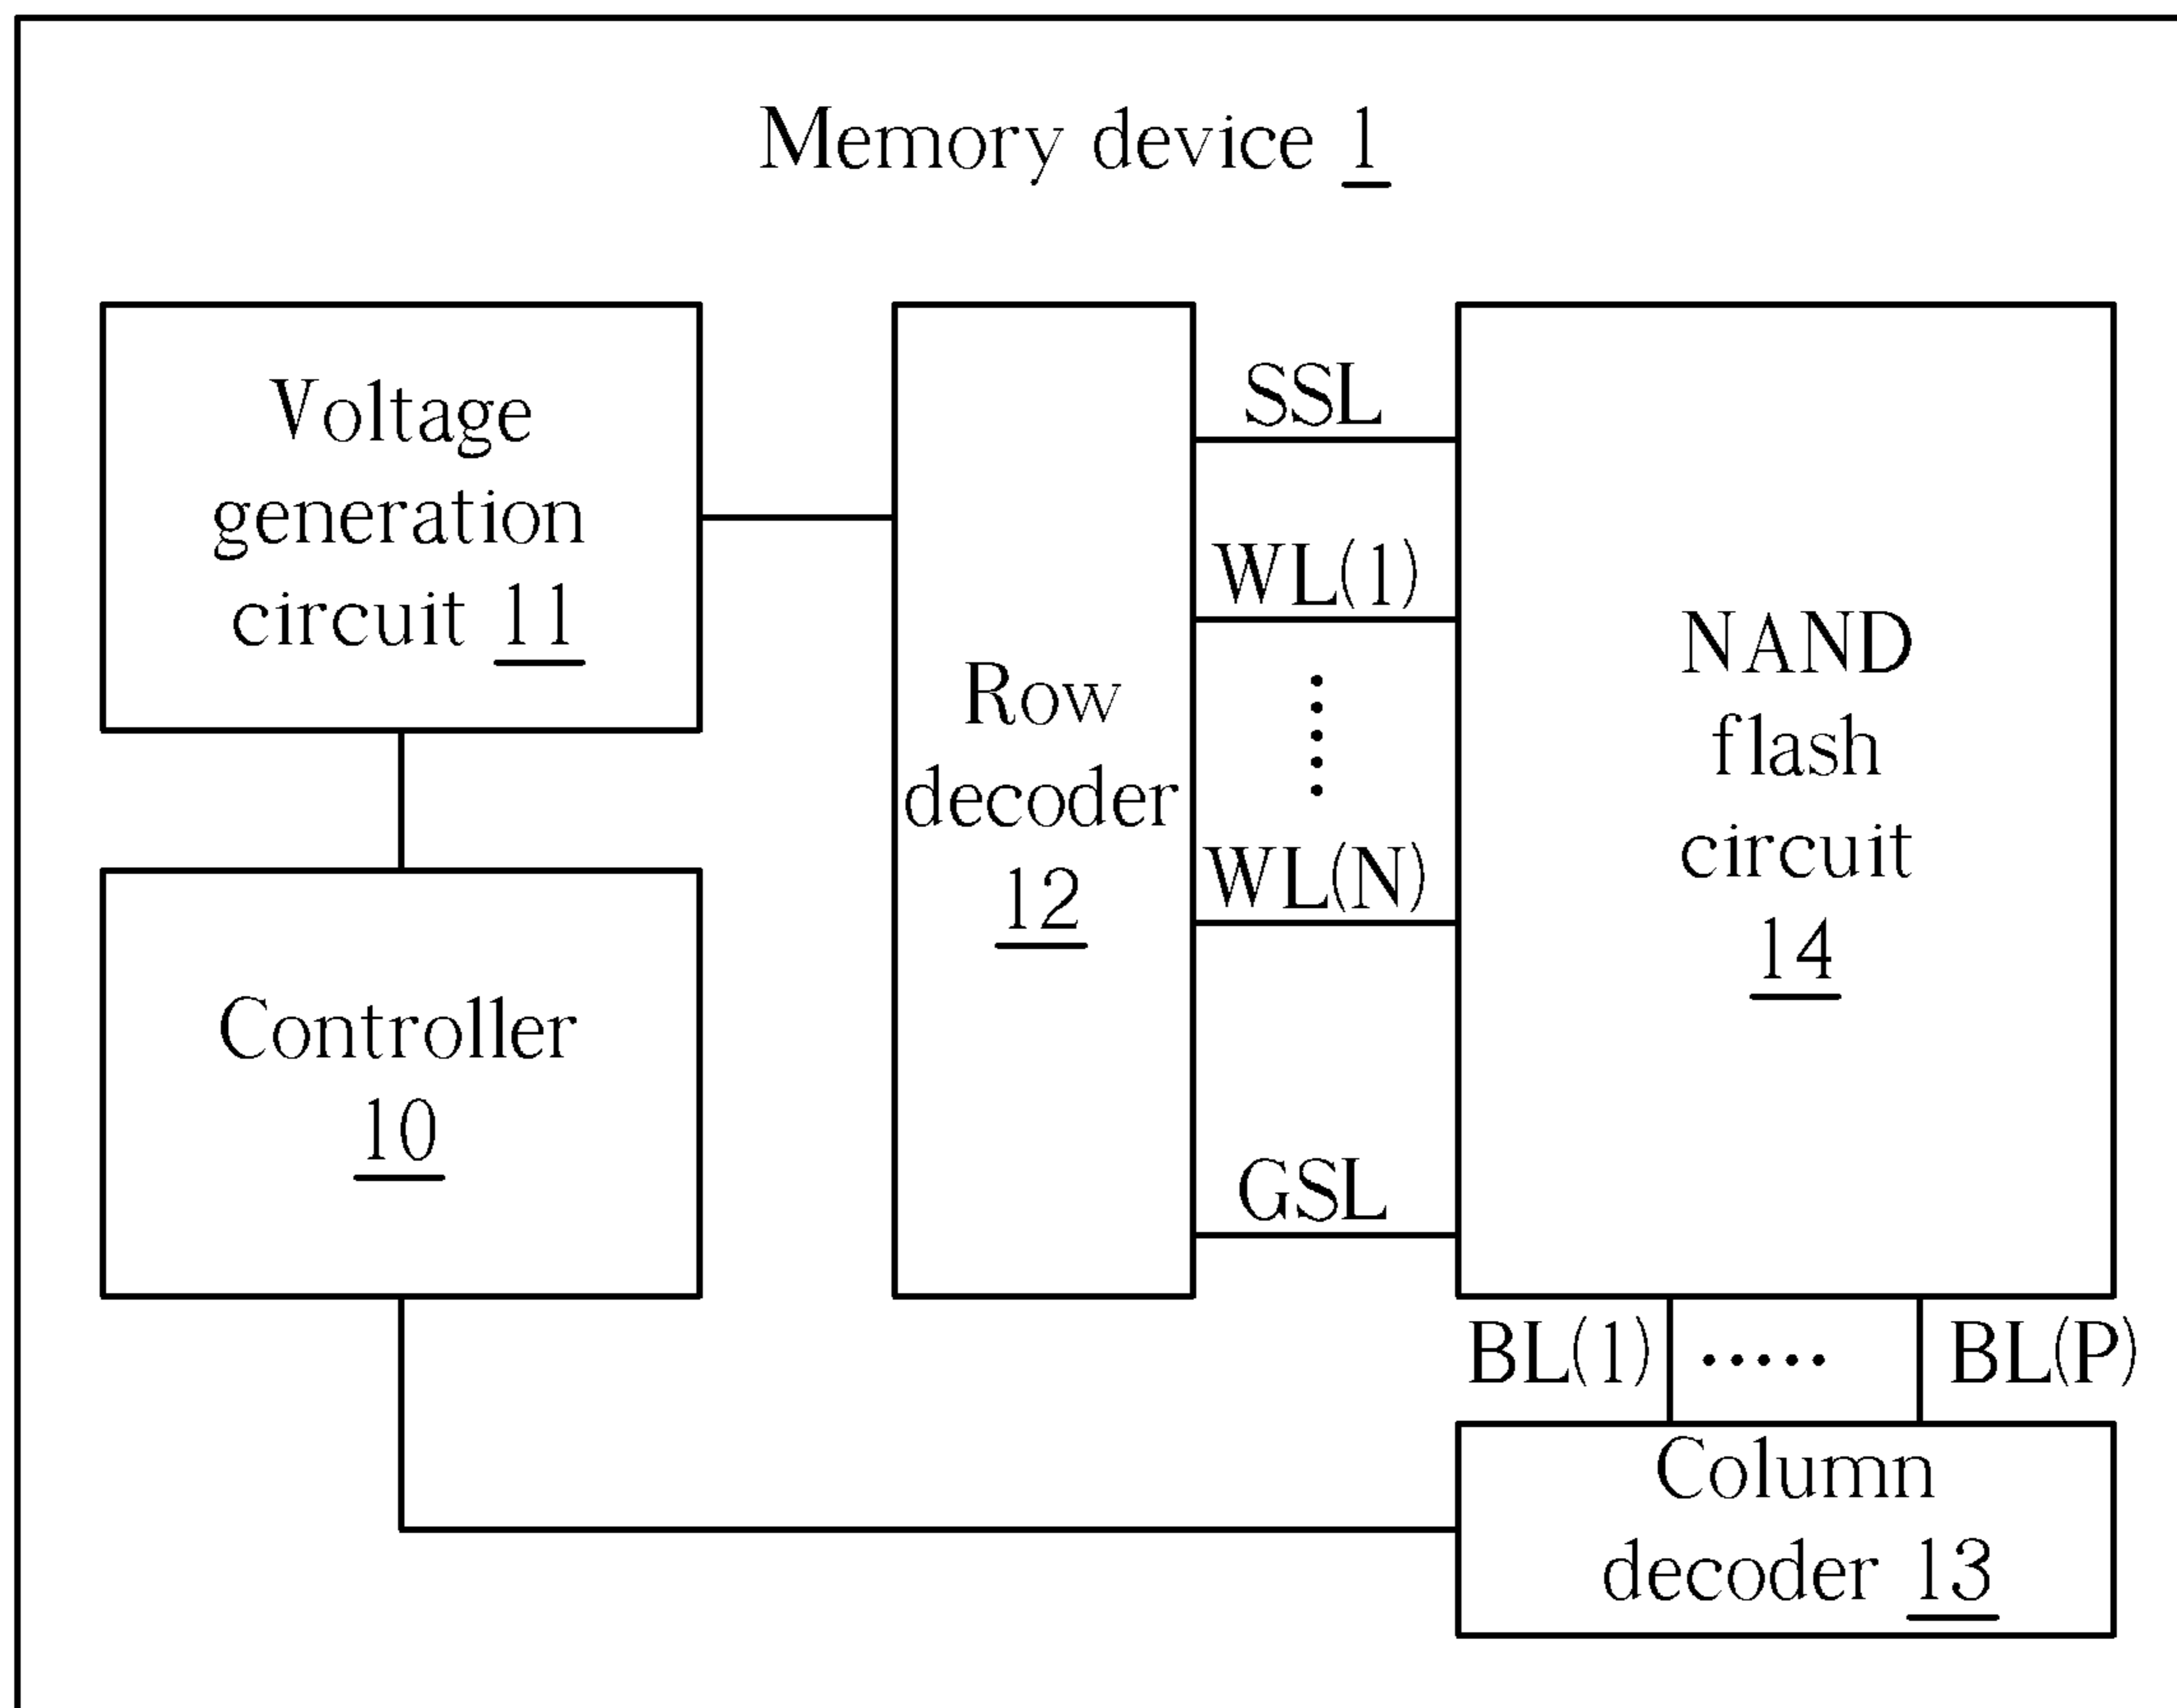 Memory device 1
Voltage
generation
circuit 11
Controller
10
Row
decoder
12
SSL
WL(1)
WL(N)
GSL
NAND
flash
circuit
14
BL(1)
BL(P)
Column
decoder 13